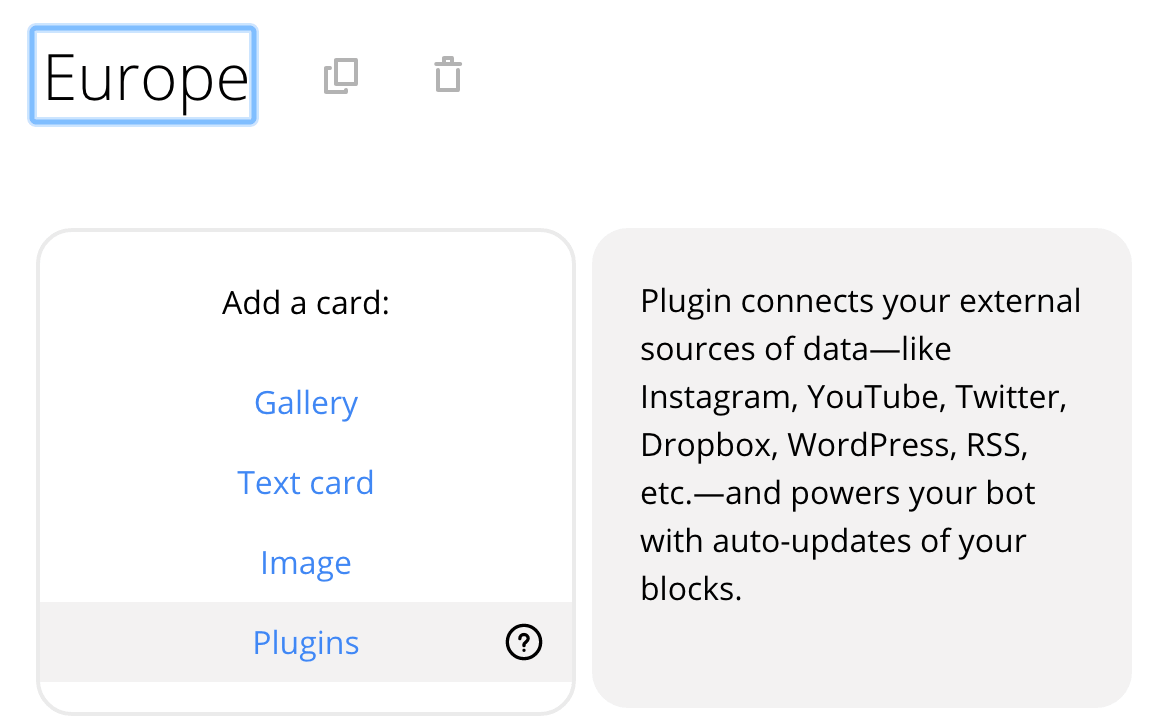 Europe
Add a card:
Gallery
Text card
Image
Plugins
?
Plugin connects your external
sources of data—like
Instagram, YouTube, Twitter,
Dropbox, WordPress, RSS,
etc.—and powers your bot
with auto-updates of your
blocks.